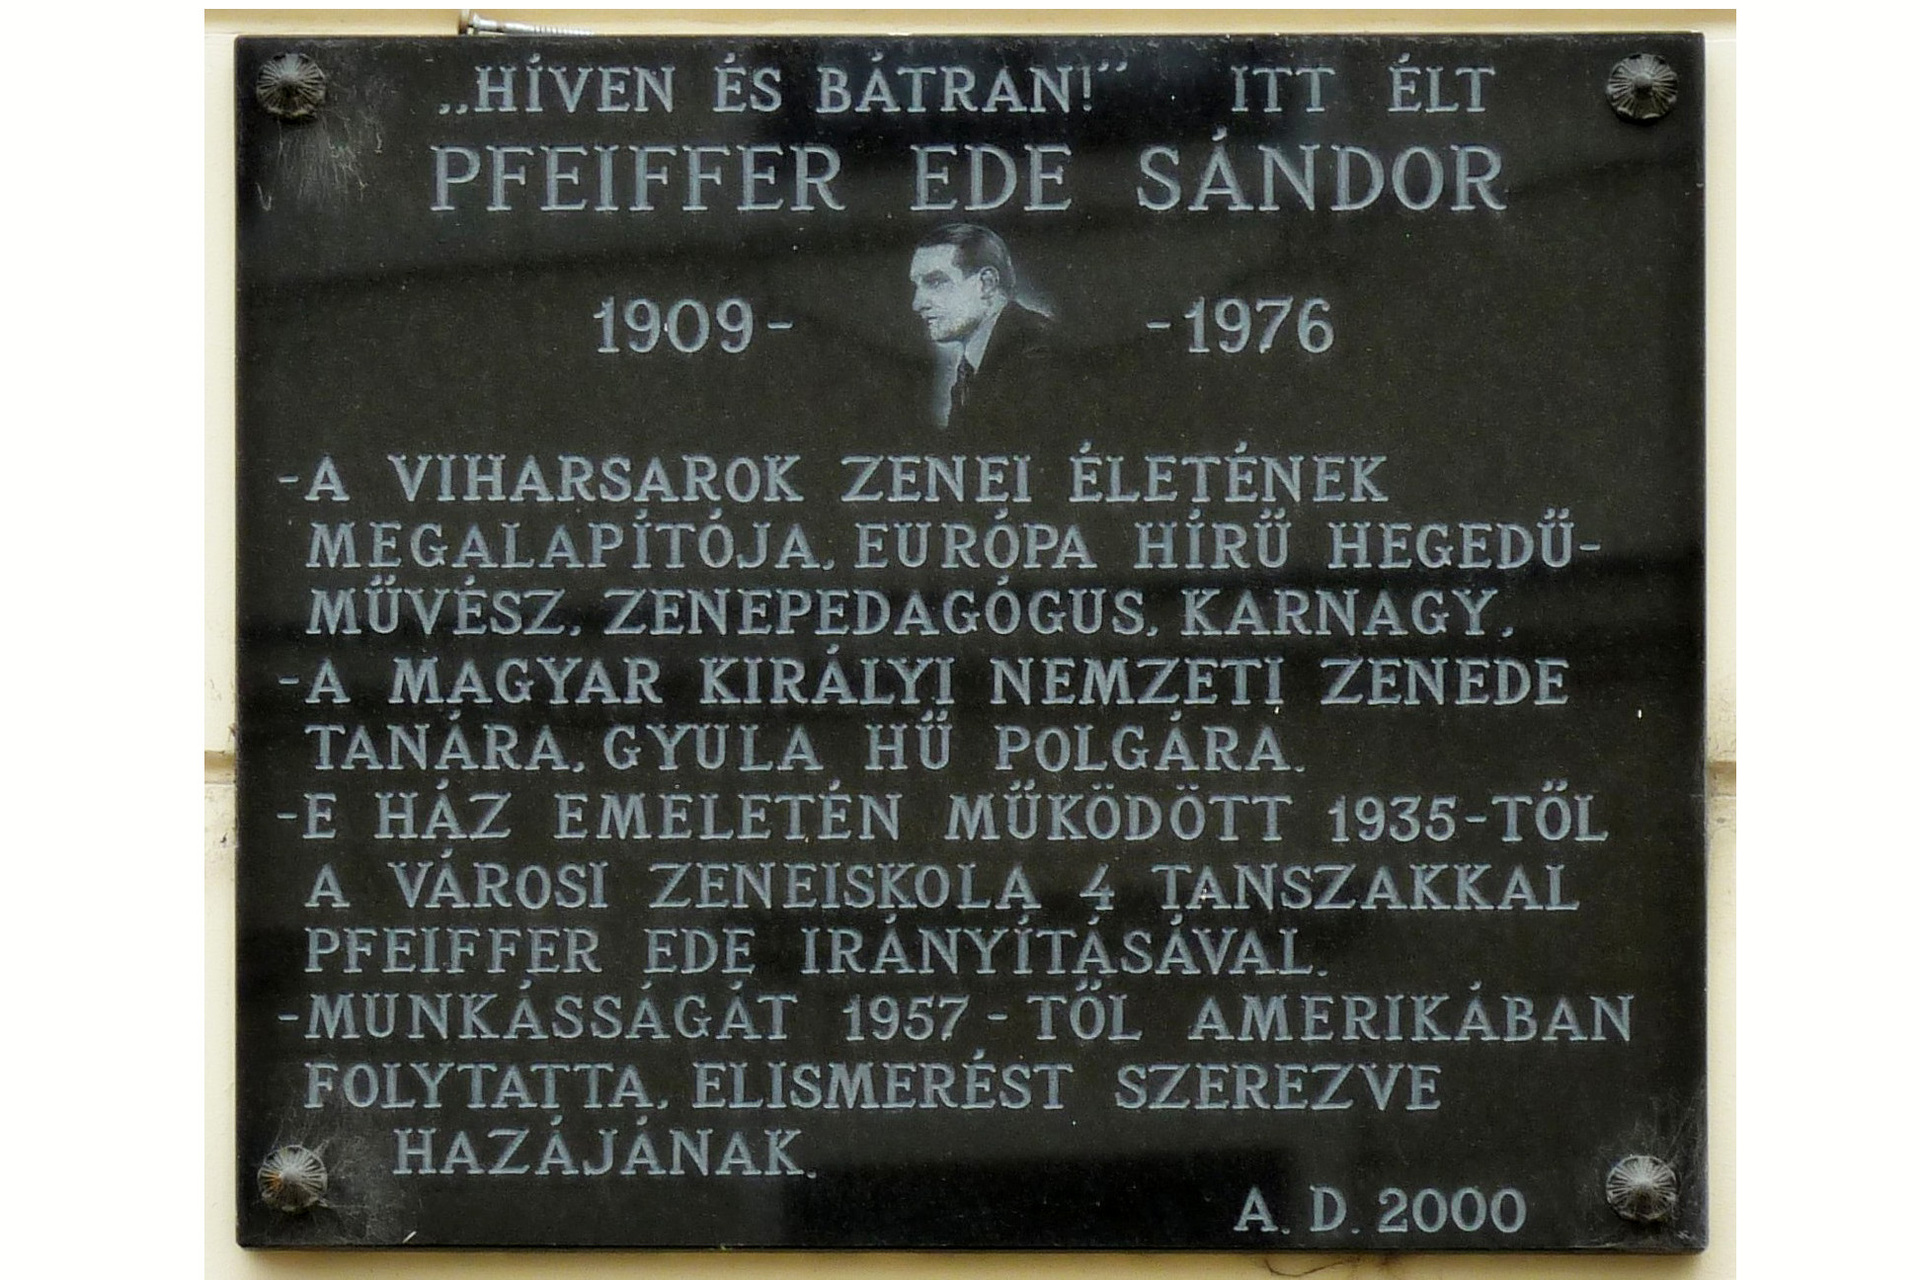 „HÍVEN ÉS BÁTRAN!” ITT ÉLT
PFEIFFER EDE SÁNDOR
1909- -1976
-A VIHARSAROK ZENEI ÉLETÉNEK
MEGALAPÍTÓJA, EURÓPA HÍRŰ HEGEDŰ-
MŰVÉSZ, ZENEPEDAGÓGUS, KARNAGY,
-A MAGYAR KIRÁLYI NEMZETI ZENEDE
TANÁRA, GYULA HŰ POLGÁRA.
-E HÁZ EMELETÉN MŰKÖDÖTT 1935-TŐL
A VÁROSI ZENEISKOLA 4 TANSZAKKAL
PFEIFFER EDE IRÁNYÍTÁSÁVAL.
-MUNKÁSSÁGÁT 1957-TŐL AMERIKÁBAN
FOLYTATTA, ELISMERÉST SZEREZVE
HAZÁJÁNAK.
A. D. 2000